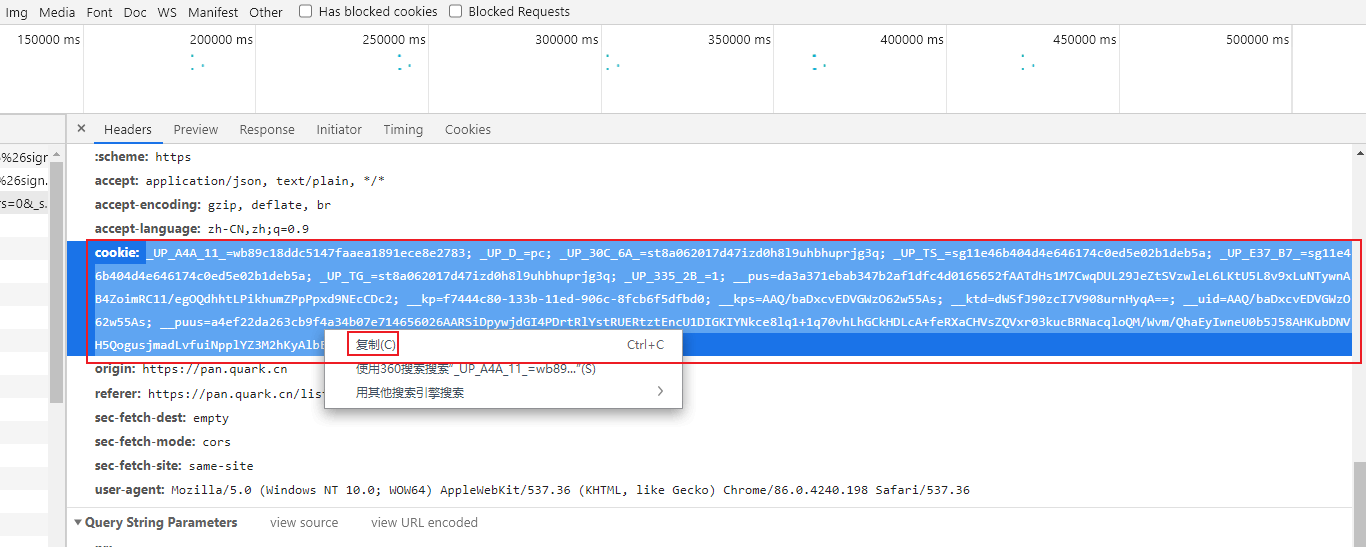 Img Media Font Doc WS Manifest Other Has blocked cookies Blocked Requests
150000 ms 200000 ms 250000 ms 300000 ms 350000 ms 400000 ms 450000 ms 500000 ms
× Headers Preview Response Initiator Timing Cookies
%26sign :scheme: https
%26sign. accept: application/json, text/plain, */*
rs=0&_s. accept-encoding: gzip, deflate, br
accept-language: zh-CN,zh;q=0.9
cookie: _UP_A4A_11_=wb89c18ddc5147faaea1891ece8e2783; _UP_D_=pc; _UP_30C_6A_=st8a062017d47izd0h8l9uhbhuprjg3q; _UP_TS_=sg11e46b404d4e646174c0ed5e02b1deb5a; _UP_E37_B7_=sg11e4
6b404d4e646174c0ed5e02b1deb5a; _UP_TG_=st8a062017d47izd0h8l9uhbhuprjg3q; _UP_335_2B_=1; __pus=da3a371ebab347b2af1dfc4d0165652fAATdHs1M7CwqDUL29JeZtSVzwleL6LKtU5L8v9xLuNTywnA
B4ZoimRC11/egOQdhhtLPikhumZPpPpxd9NEcCDc2; __kp=f7444c80-133b-11ed-906c-8fcb6f5dfbd0; __kps=AAQ/baDxcvEDVGWzO62w55As; __ktd=dWSfJ90zcI7V908urnHyqA==; __uid=AAQ/baDxcvEDVGWzO
62w55As; __puus=a4ef22da263cb9f4a34b07e714656026AARSiDpywjdGI4PDrtRlYstRUERtztEncU1DIGKIYNkce8lq1+1q70vhLhGCkHDLcA+feRXaCHVsZQVxr03kucBRNacqloQM/Wvm/QhaEyIwneU0b5J58AHKubDNV
H5QogusjmadLvfuiNpplYZ3M2hKyAlb
复制(C) Ctrl+C
origin: https://pan.quark.cn
使用360搜索搜索"_UP_A4A_11_=wb89..."(S)
referer: https://pan.quark.cn/list
用其他搜索引擎搜索
sec-fetch-dest: empty
sec-fetch-mode: cors
sec-fetch-site: same-site
user-agent: Mozilla/5.0 (Windows NT 10.0; WOW64) AppleWebKit/537.36 (KHTML, like Gecko) Chrome/86.0.4240.198 Safari/537.36
Query String Parameters view source view URL encoded